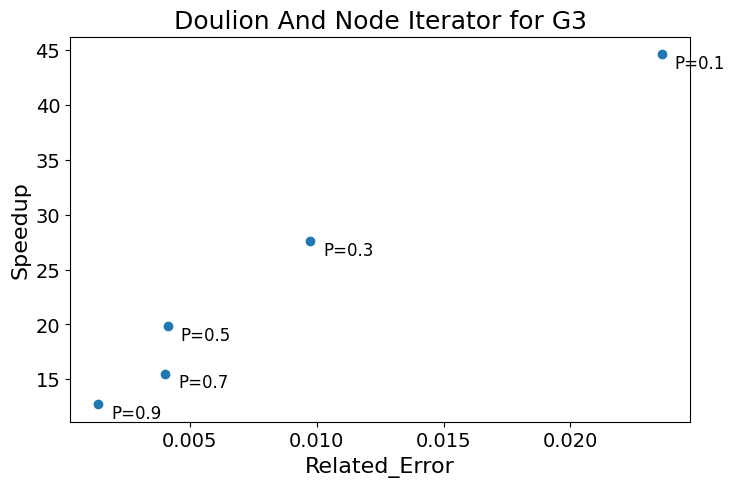 Doulion And Node Iterator for G3
45
40
35
30
25
20
15
Speedup
P=0.1
P=0.3
P=0.5
P=0.7
P=0.9
0.005 0.010 0.015 0.020
Related_Error